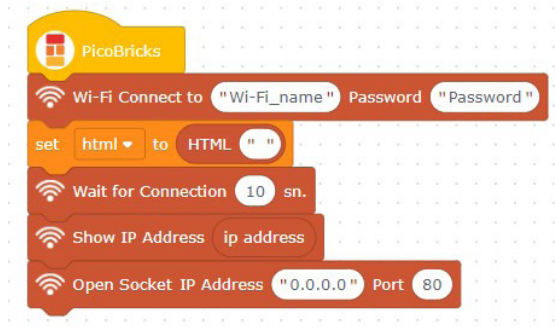 PicoBricks
Wi-Fi Connect to "Wi-Fi_name" Password "Password"
set html to HTML " "
Wait for Connection 10 sn.
Show IP Address ip address
Open Socket IP Address "0.0.0.0" Port 80